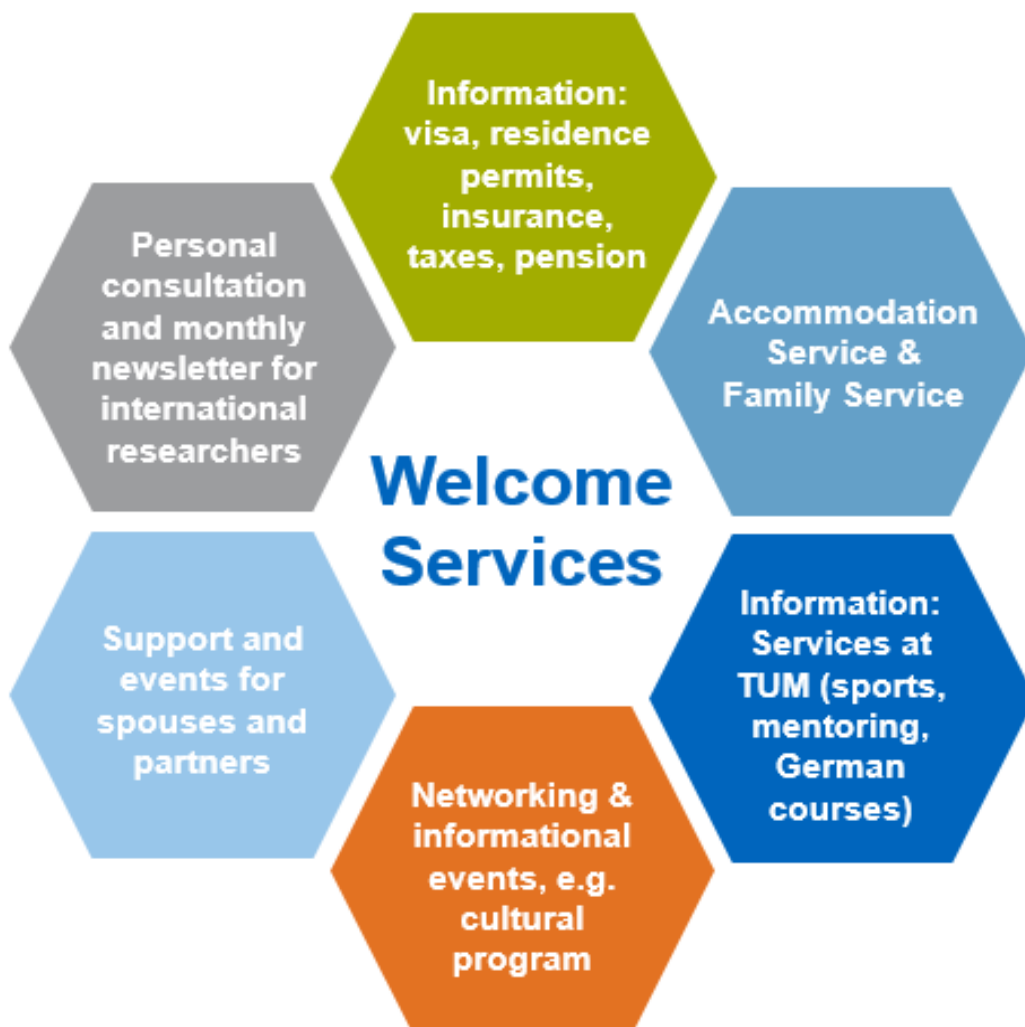 Information:
visa, residence
permits,
insurance,
taxes, pension
Accommodation
Service &
Family Service
Information:
Services at
TUM (sports,
mentoring,
German
courses)
Networking &
informational
events, e.g.
cultural
program
Support and
events for
spouses and
partners
Personal
consultation
and monthly
newsletter for
international
researchers
Welcome
Services